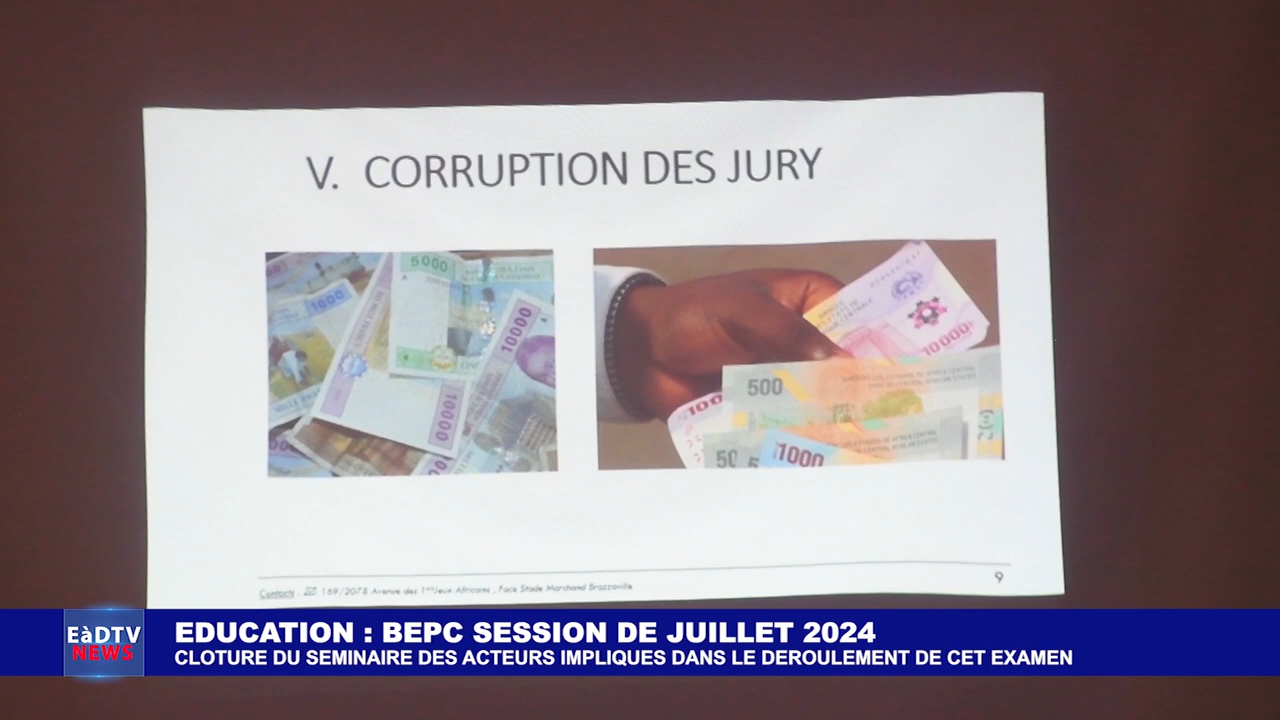 V. CORRUPTION DES JURY
5000
1000
10000
10000
10000
500
1000
9
Contacts : 169/2078 Avenue des 1ers Jeux Africains , Face Stade Marchand Brazzaville
EàDTV
NEWS
EDUCATION : BEPC SESSION DE JUILLET 2024
CLOTURE DU SEMINAIRE DES ACTEURS IMPLIQUES DANS LE DEROULEMENT DE CET EXAMEN